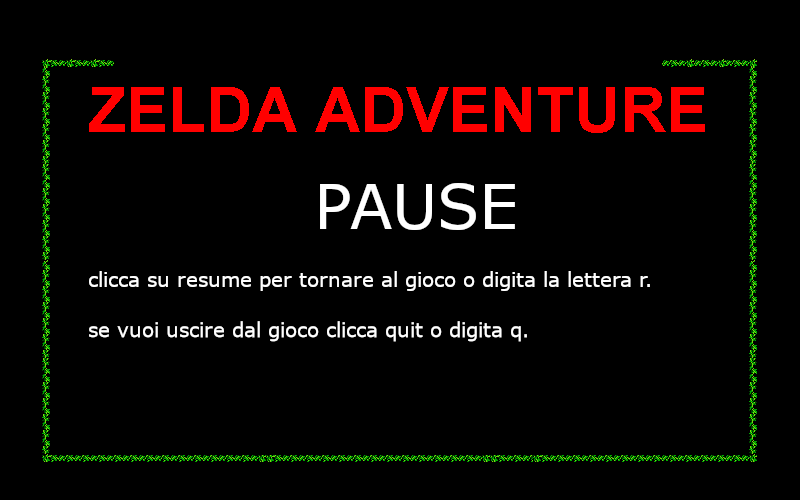 ZELDA ADVENTURE
PAUSE
clicca su resume per tornare al gioco o digita la lettera r.
se vuoi uscire dal gioco clicca quit o digita q.